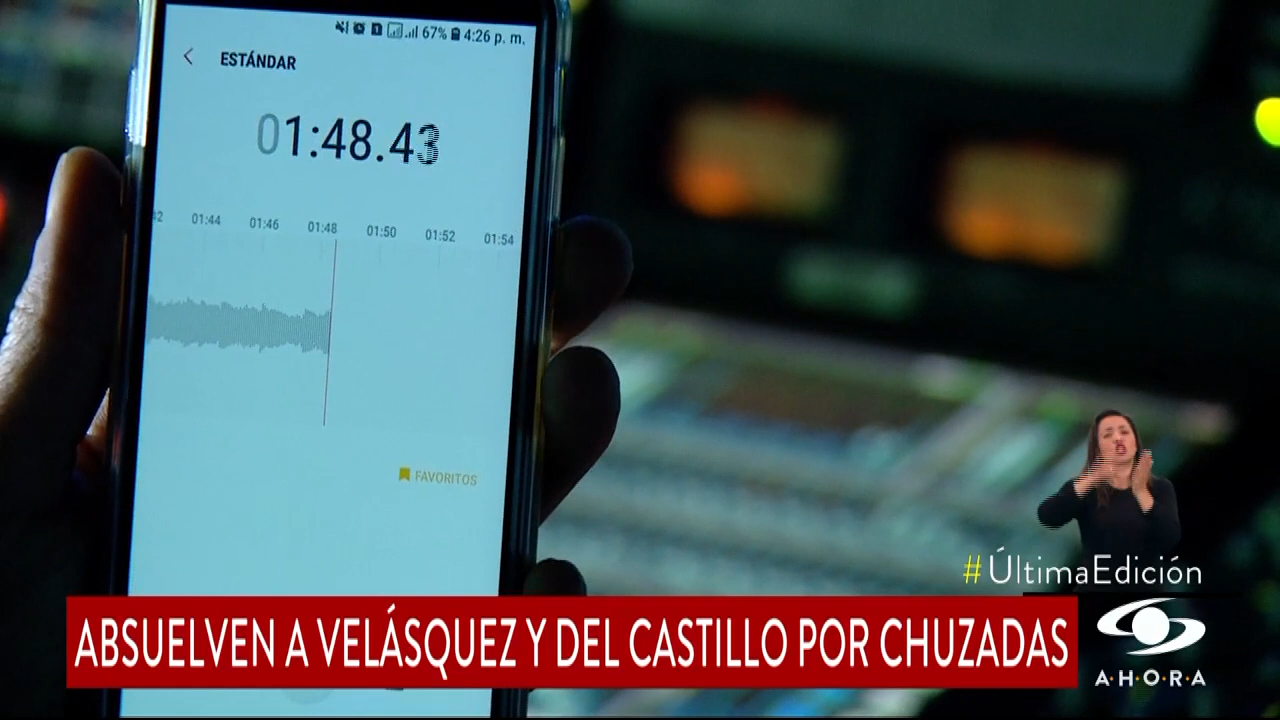 67% 4:26 p. m.
ESTÁNDAR
01:48.43
01:44 01:46 01:48 01:50 01:52 01:54
FAVORITOS
#ÚltimaEdición
ABSUELVEN A VELÁSQUEZ Y DEL CASTILLO POR CHUZADAS
A·H·O·R·A